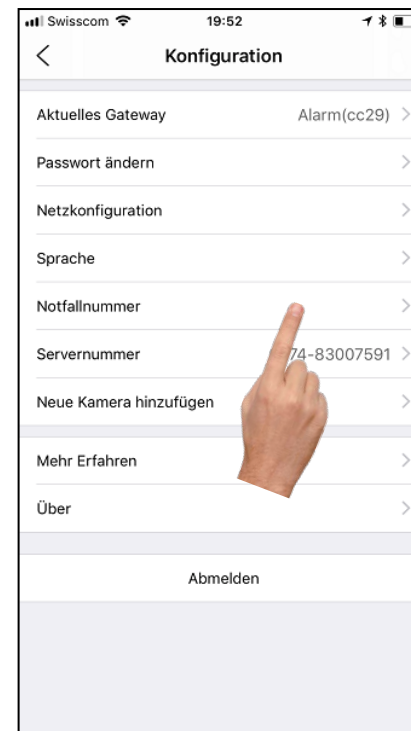 Swisscom 19:52
Konfiguration
Aktuelles Gateway Alarm(cc29)
Passwort ändern
Netzkonfiguration
Sprache
Notfallnummer
Servernummer 74-83007591
Neue Kamera hinzufügen
Mehr Erfahren
Über
Abmelden